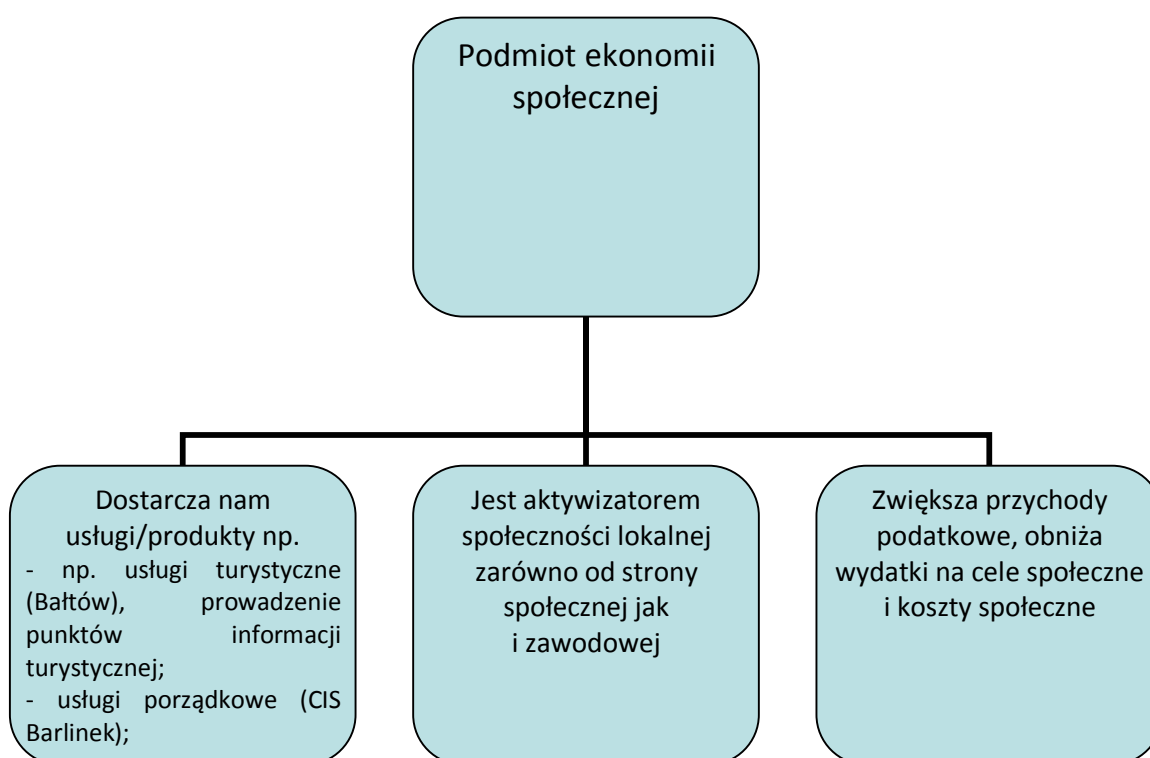 Podmiot ekonomii
społecznej
Dostarcza nam
usługi/produkty np.
- np. usługi turystyczne
(Bałtów), prowadzenie
punktów informacji
turystycznej;
- usługi porządkowe (CIS
Barlinek);
Jest aktywizatorem
społeczności lokalnej
zarówno od strony
społecznej jak
i zawodowej
Zwiększa przychody
podatkowe, obniża
wydatki na cele społeczne
i koszty społeczne